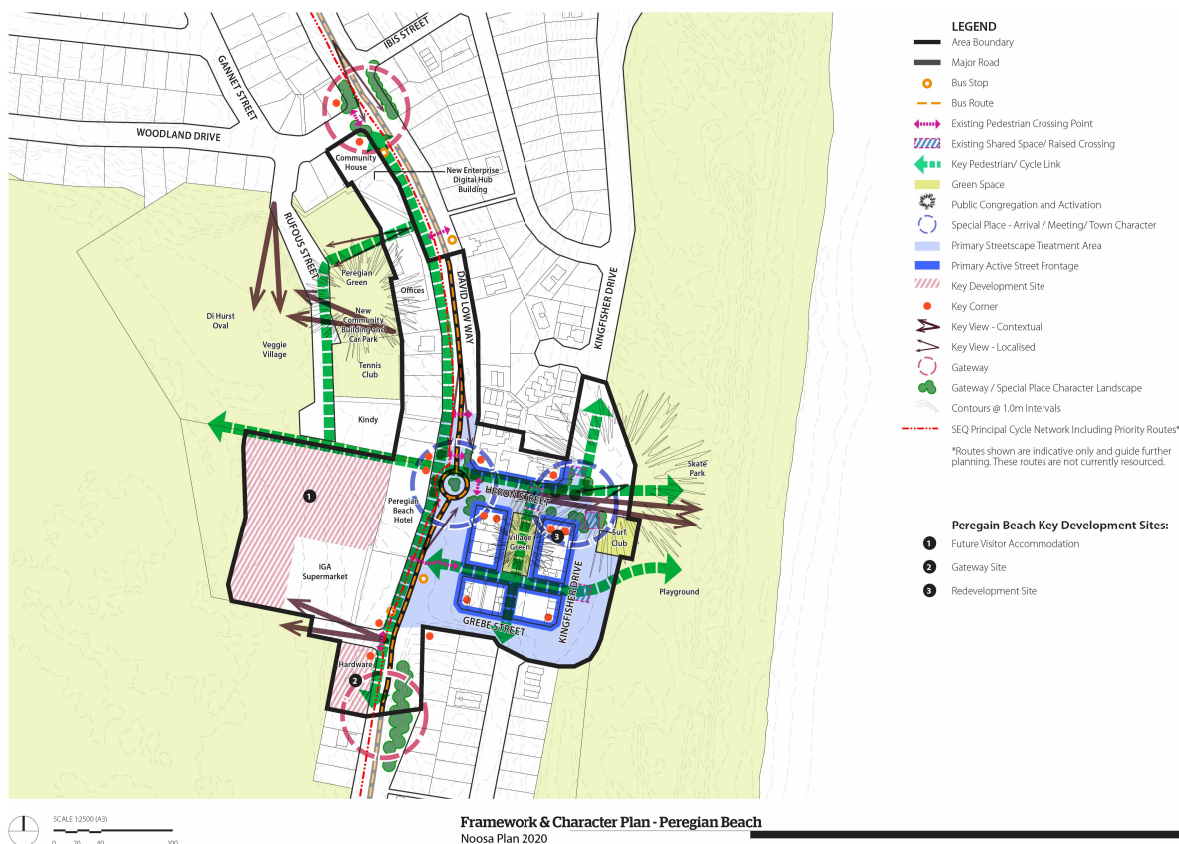 IBIS STREET
GANNET STREET
WOODLAND DRIVE
Community
House
New Enterprise
Digital Hub
Building
RUFOUS STREET
Peregian
Green
Offices
DAVID LOW WAY
KINGFISHER DRIVE
Di Hurst
Oval
New
Community
Building and
Car Park
Veggie
Village
Tennis
Club
Kindy
Skate
Park
1
Peregian
Beach
Hotel
HERON STREET
Village
Green
3
Surf
Club
IGA
Supermarket
Playground
GREBE STREET
KINGFISHER DRIVE
Hardware
2
LEGEND
Area Boundary
Major Road
Bus Stop
Bus Route
Existing Pedestrian Crossing Point
Existing Shared Space/ Raised Crossing
Key Pedestrian/ Cycle Link
Green Space
Public Congregation and Activation
Special Place - Arrival / Meeting/ Town Character
Primary Streetscape Treatment Area
Primary Active Street Frontage
Key Development Site
Key Corner
Key View - Contextual
Key View - Localised
Gateway
Gateway / Special Place Character Landscape
Contours @ 1.0m Intevals
SEQ Principal Cycle Network Including Priority Routes*
*Routes shown are indicative only and guide further
planning. These routes are not currently resourced.
Peregain Beach Key Development Sites:
1 Future Visitor Accommodation
2 Gateway Site
3 Redevelopment Site
SCALE 1:2500 (A3)
0 20 40 100
Framework & Character Plan - Peregian Beach
Noosa Plan 2020